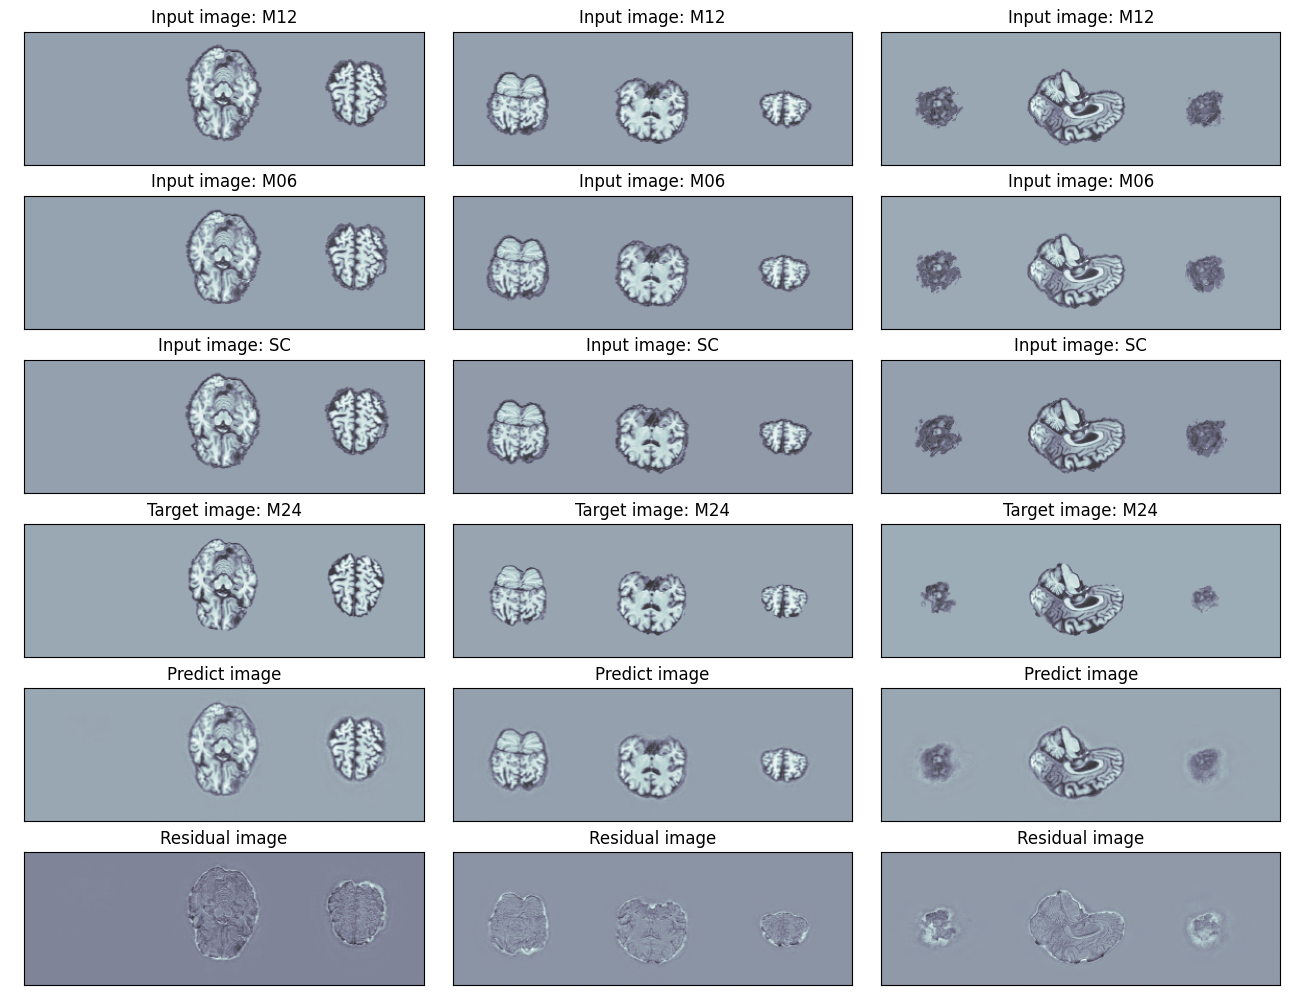 Input image: M12 Input image: M12 Input image: M12
Input image: M06 Input image: M06 Input image: M06
Input image: SC Input image: SC Input image: SC
Target image: M24 Target image: M24 Target image: M24
Predict image Predict image Predict image
Residual image Residual image Residual image